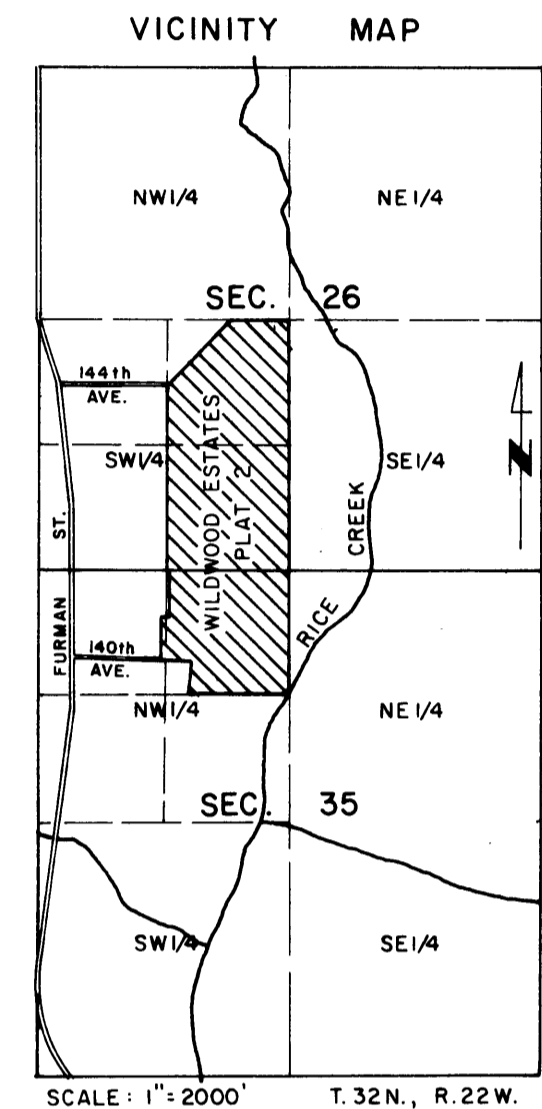 VICINITY MAP
NW1/4 NE1/4
SEC. 26
144th
AVE.
SW1/4 SE1/4
WILDWOOD ESTATES
PLAT 2
N
CREEK
RICE
FURMAN ST.
140th
AVE.
NW1/4 NE1/4
SEC. 35
SW1/4 SE1/4
SCALE: 1"=2000' T.32N., R.22W.